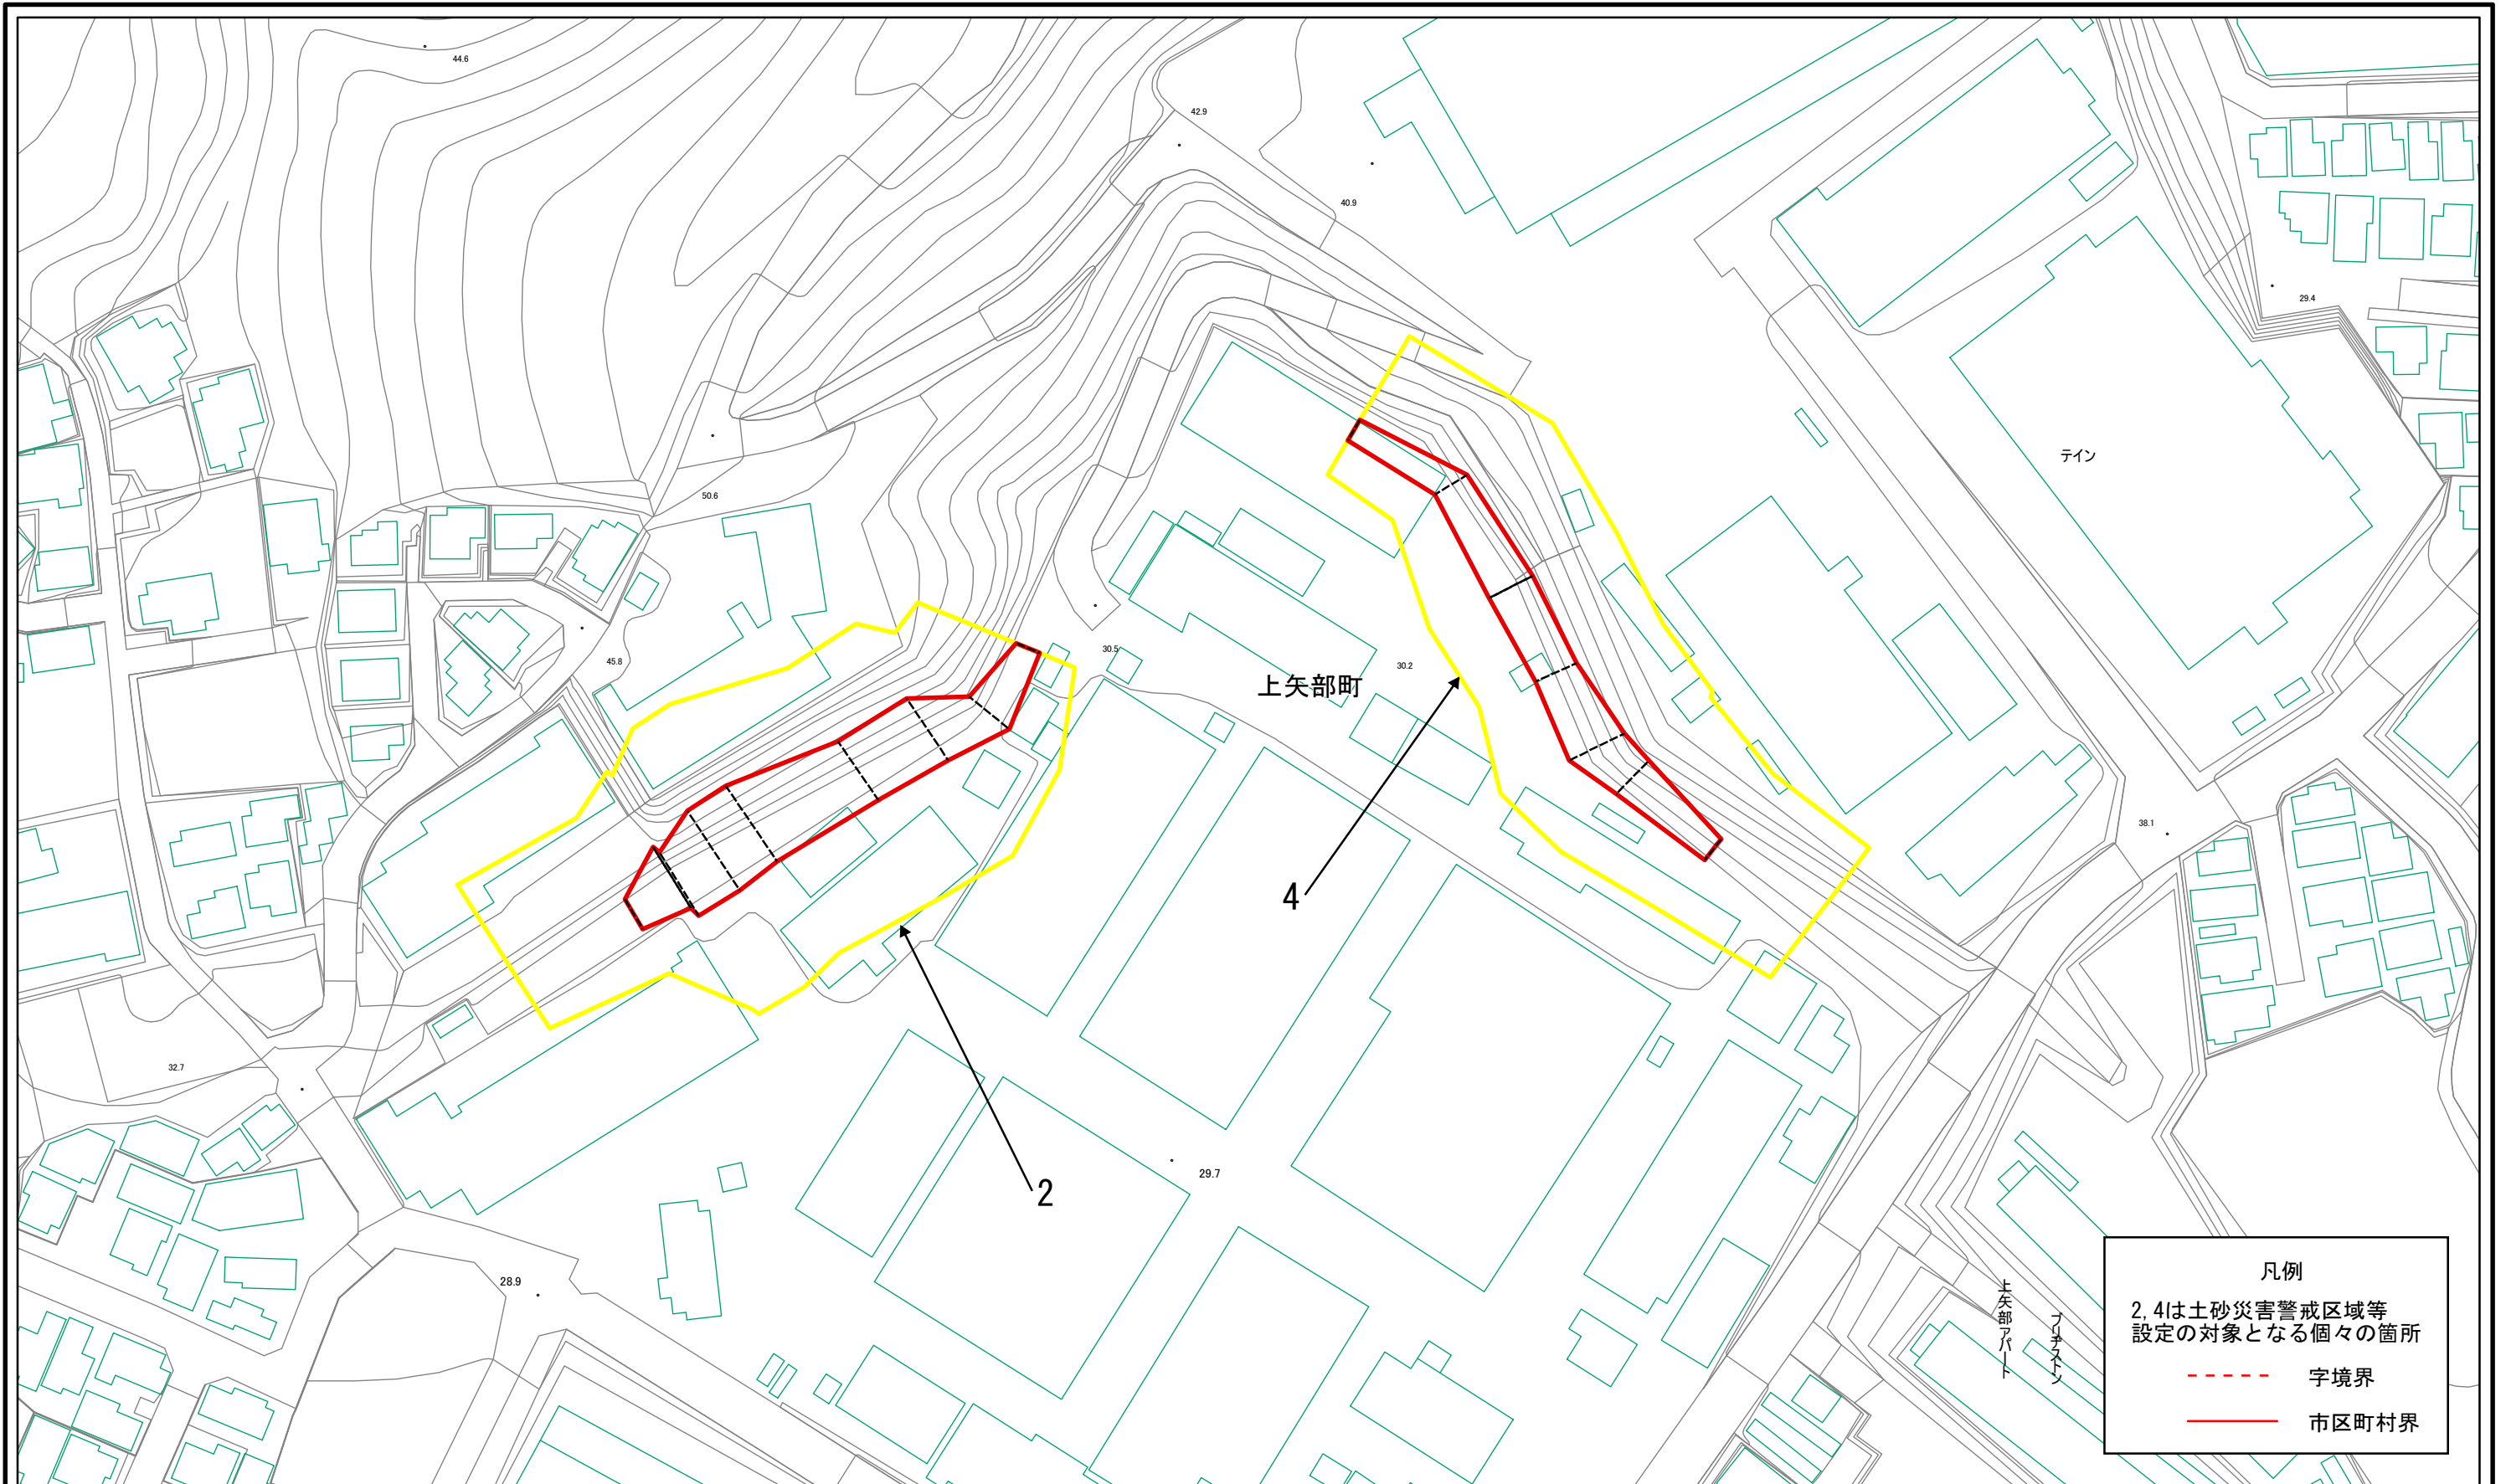 44.6
42.9
40.9
29.4
テイン
50.6
45.8
30.5
30.2
上矢部町
38.1
4
2
32.7
29.7
28.9
上矢部アパート
ブリヂストン
凡例
2,4は土砂災害警戒区域等
設定の対象となる個々の箇所
字境界
市区町村界